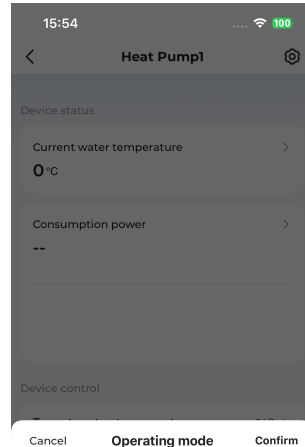 15:54
100
Heat Pump1
Device status
Current water temperature
0 °C
Consumption power
--
Device control
Cancel
Operating mode
Confirm